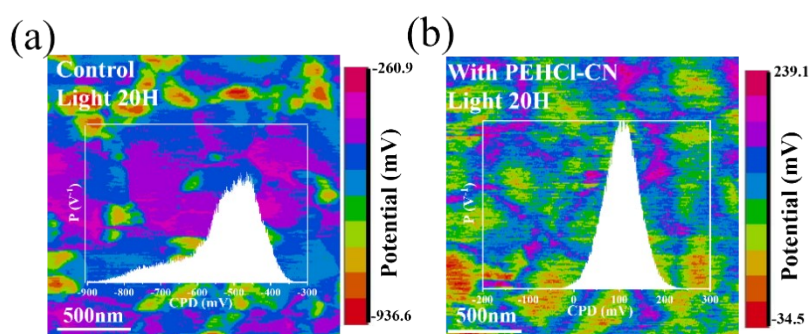 (a)
Control
Light 20H
P (V⁻¹)
-900 -800 -700 -600 -500 -400 -300
CPD (mV)
500nm
-260.9
Potential (mV)
-936.6
(b)
With PEHCl-CN
Light 20H
P (V⁻¹)
-200 -100 0 100 200 300
CPD (mV)
500nm
239.1
Potential (mV)
-34.5